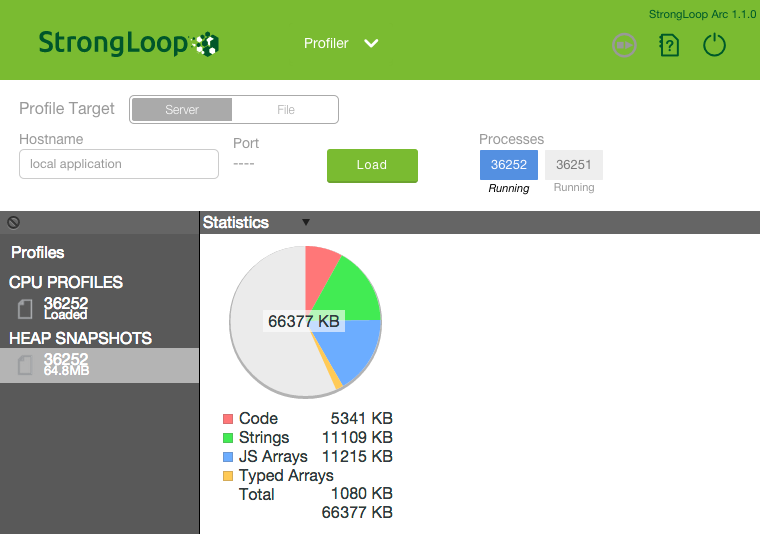 StrongLoop Arc 1.1.0
StrongLoop
Profiler
Profile Target
Server
File
Hostname
Port
Processes
local application
----
Load
36252
36251
Running
Running
Statistics
Profiles
CPU PROFILES
36252
Loaded
HEAP SNAPSHOTS
36252
64.8MB
66377 KB
Code 5341 KB
Strings 11109 KB
JS Arrays 11215 KB
Typed Arrays
Total 1080 KB
66377 KB